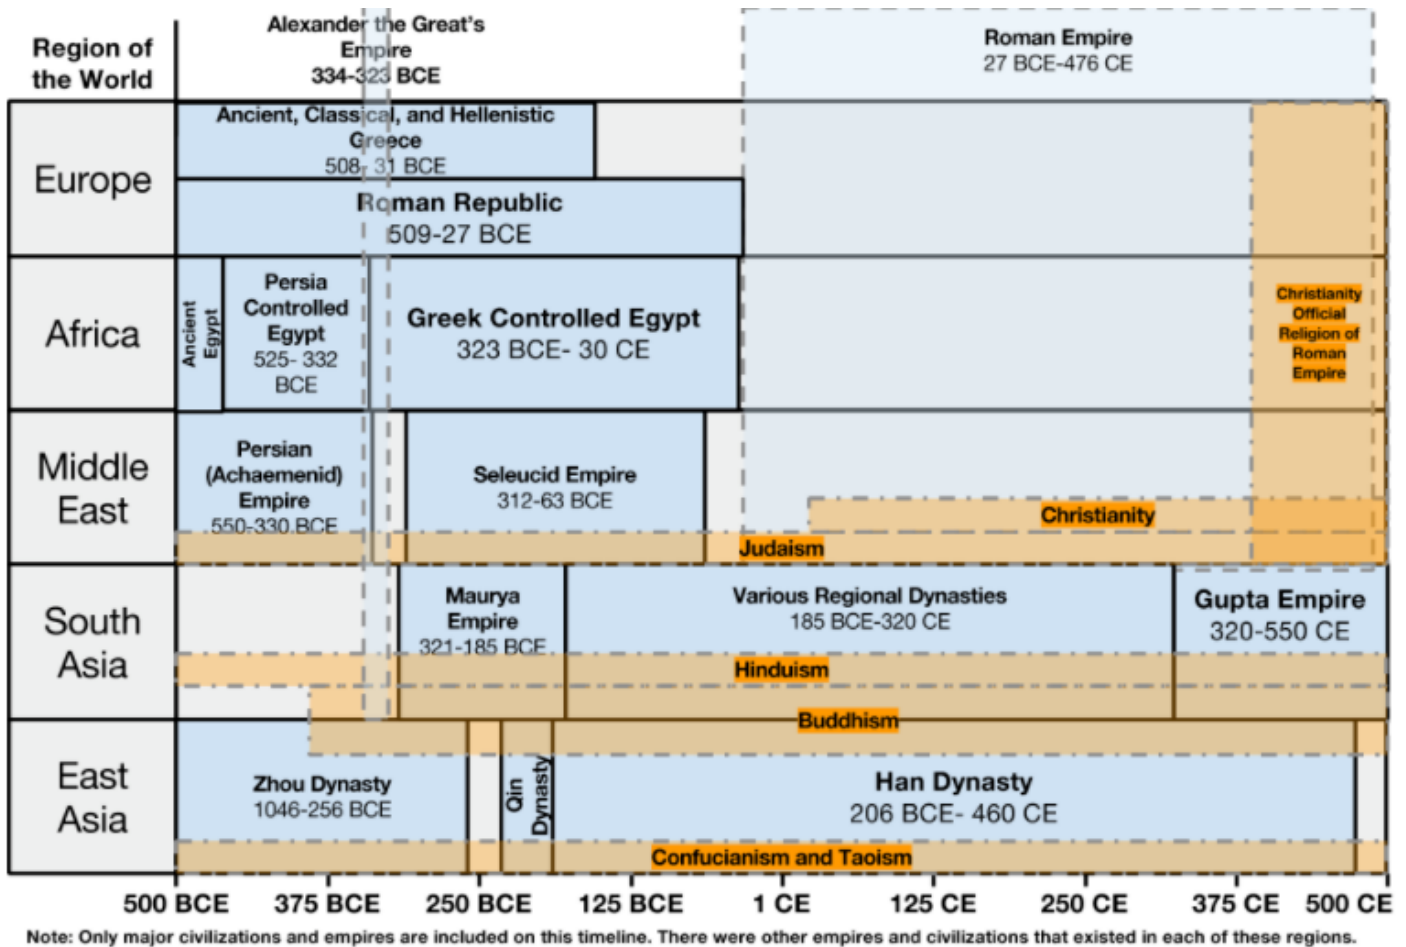 Region of
the World
Alexander the Great's
Empire
334-323 BCE
Roman Empire
27 BCE-476 CE
Europe
Ancient, Classical, and Hellenistic
Greece
508- 31 BCE
Roman Republic
509-27 BCE
Africa
Ancient
Egypt
Persia
Controlled
Egypt
525- 332
BCE
Greek Controlled Egypt
323 BCE- 30 CE
Christianity
Official
Religion of
Roman
Empire
Middle
East
Persian
(Achaemenid)
Empire
550-330 BCE
Seleucid Empire
312-63 BCE
Christianity
Judaism
South
Asia
Maurya
Empire
321-185 BCE
Various Regional Dynasties
185 BCE-320 CE
Gupta Empire
320-550 CE
Hinduism
Buddhism
East
Asia
Zhou Dynasty
1046-256 BCE
Qin
Dynasty
Han Dynasty
206 BCE- 460 CE
Confucianism and Taoism
500 BCE 375 BCE 250 BCE 125 BCE 1 CE 125 CE 250 CE 375 CE 500 CE
Note: Only major civilizations and empires are included on this timeline. There were other empires and civilizations that existed in each of these regions.